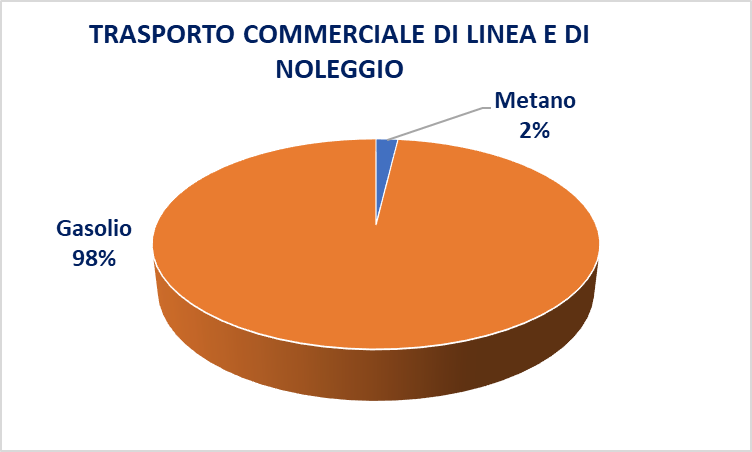 TRASPORTO COMMERCIALE DI LINEA E DI
NOLEGGIO
Metano
2%
Gasolio
98%